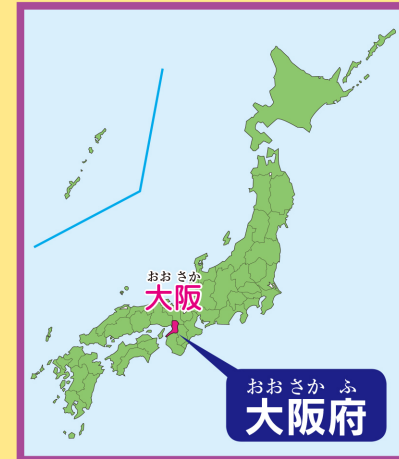 おお さか
大阪
おお さか ふ
大阪府